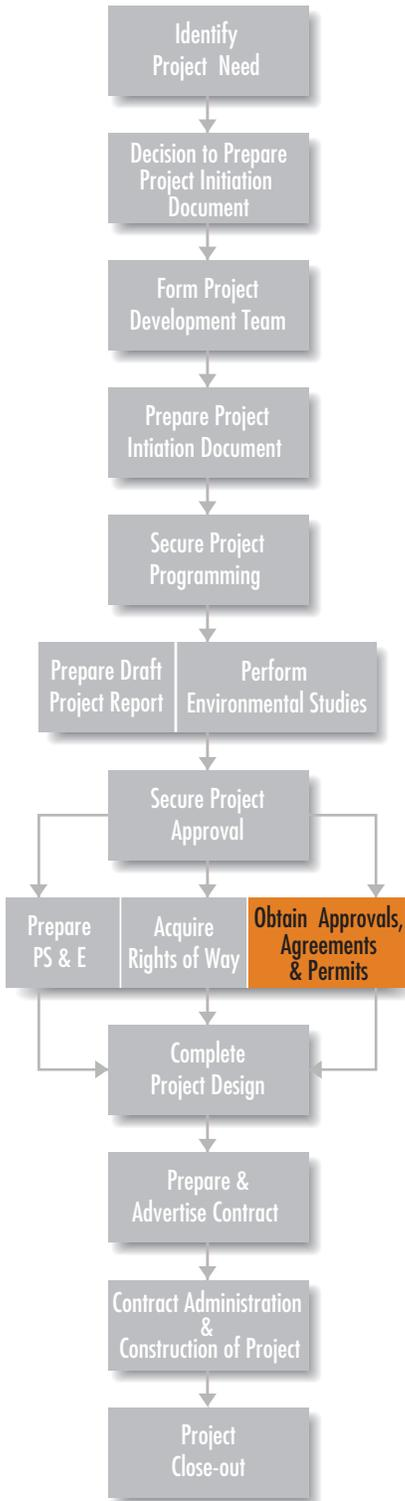 Identify
Project Need
Decision to Prepare
Project Initiation
Document
Form Project
Development Team
Prepare Project
Intiation Document
Secure Project
Programming
Prepare Draft
Project Report
Perform
Environmental Studies
Secure Project
Approval
Prepare
PS & E
Acquire
Rights of Way
Obtain Approvals,
Agreements
& Permits
Complete
Project Design
Prepare &
Advertise Contract
Contract Administration
&
Construction of Project
Project
Close-out